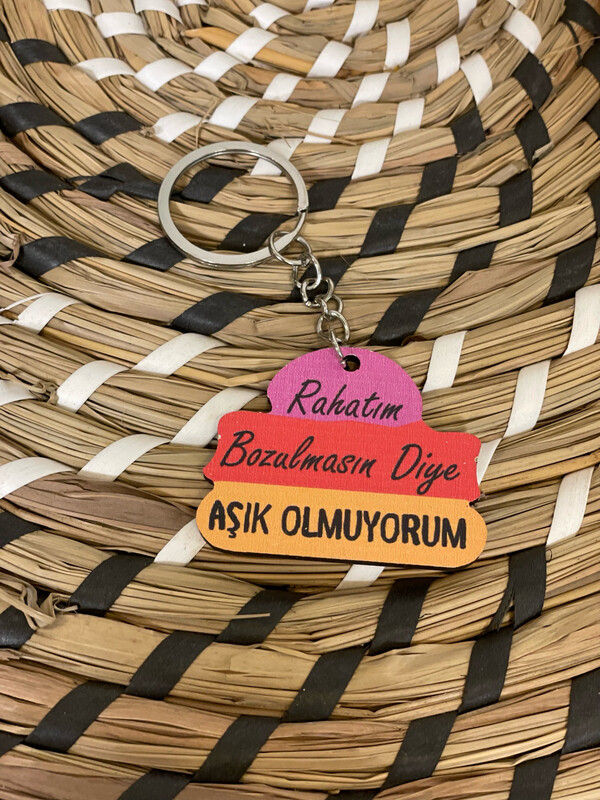 Rahatım
Bozulmasın Diye
AŞIK OLMUYORUM